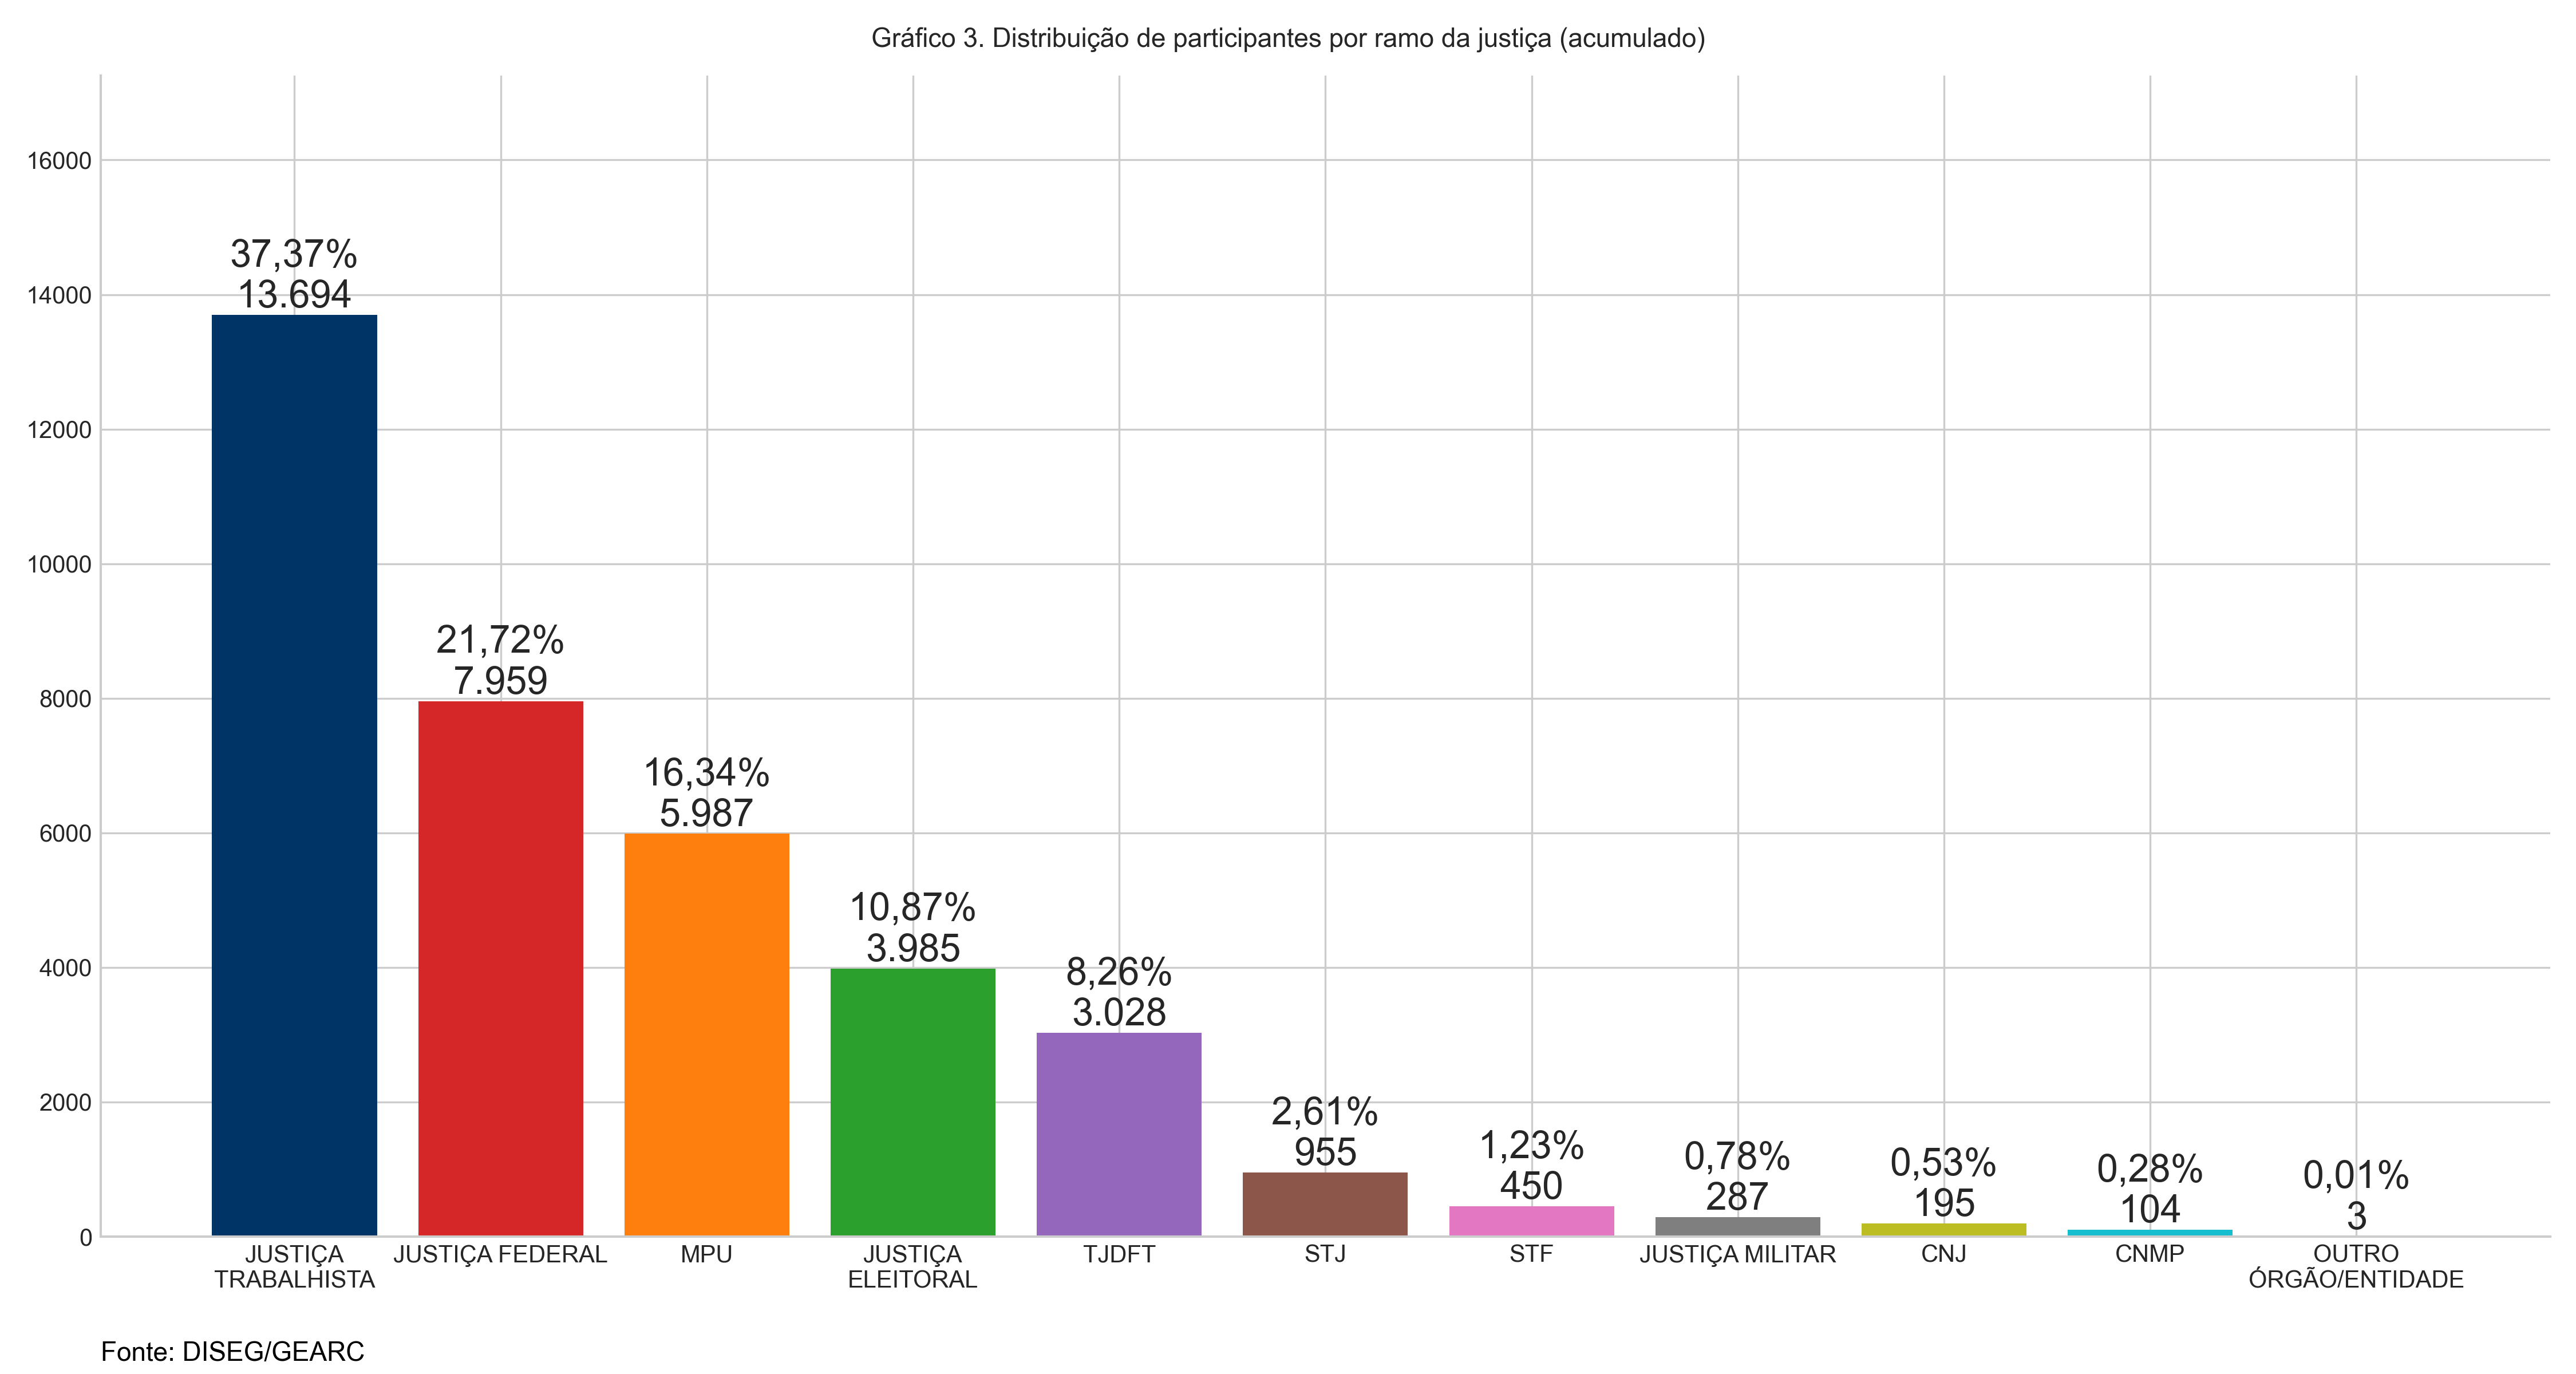 Gráfico 3. Distribuição de participantes por ramo da justiça (acumulado)
16000
14000
12000
10000
8000
6000
4000
2000
0
37,37%
13.694
21,72%
7.959
16,34%
5.987
10,87%
3.985
8,26%
3.028
2,61%
955
1,23%
450
0,78%
287
0,53%
195
0,28%
104
0,01%
3
JUSTIÇA
TRABALHISTA
JUSTIÇA FEDERAL
MPU
JUSTIÇA
ELEITORAL
TJDFT
STJ
STF
JUSTIÇA MILITAR
CNJ
CNMP
OUTRO
ÓRGÃO/ENTIDADE
Fonte: DISEG/GEARC